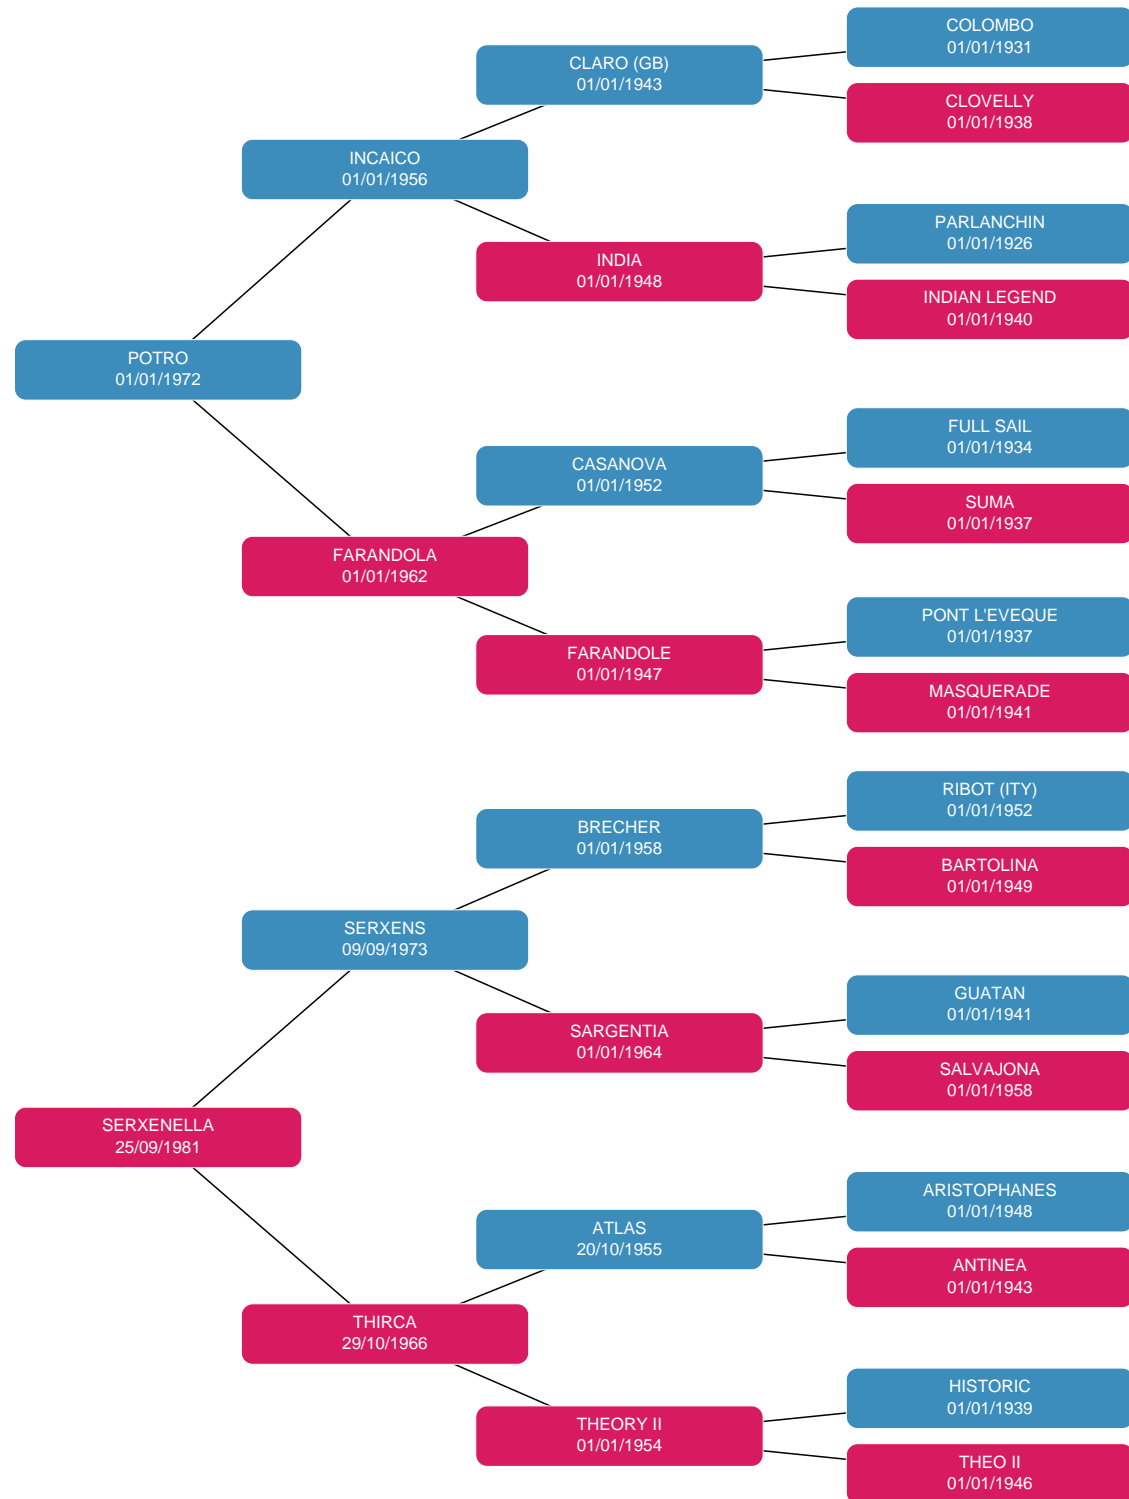 COLOMBO
01/01/1931
CLARO (GB)
01/01/1943
CLOVELLY
01/01/1938
INCAICO
01/01/1956
PARLANCHIN
01/01/1926
INDIA
01/01/1948
INDIAN LEGEND
01/01/1940
POTRO
01/01/1972
FULL SAIL
01/01/1934
CASANOVA
01/01/1952
SUMA
01/01/1937
FARANDOLA
01/01/1962
PONT L'EVEQUE
01/01/1937
FARANDOLE
01/01/1947
MASQUERADE
01/01/1941
RIBOT (ITY)
01/01/1952
BRECHER
01/01/1958
BARTOLINA
01/01/1949
SERXENS
09/09/1973
GUATAN
01/01/1941
SARGENTIA
01/01/1964
SALVAJONA
01/01/1958
SERXENELLA
25/09/1981
ARISTOPHANES
01/01/1948
ATLAS
20/10/1955
ANTINEA
01/01/1943
THIRCA
29/10/1966
HISTORIC
01/01/1939
THEORY II
01/01/1954
THEO II
01/01/1946